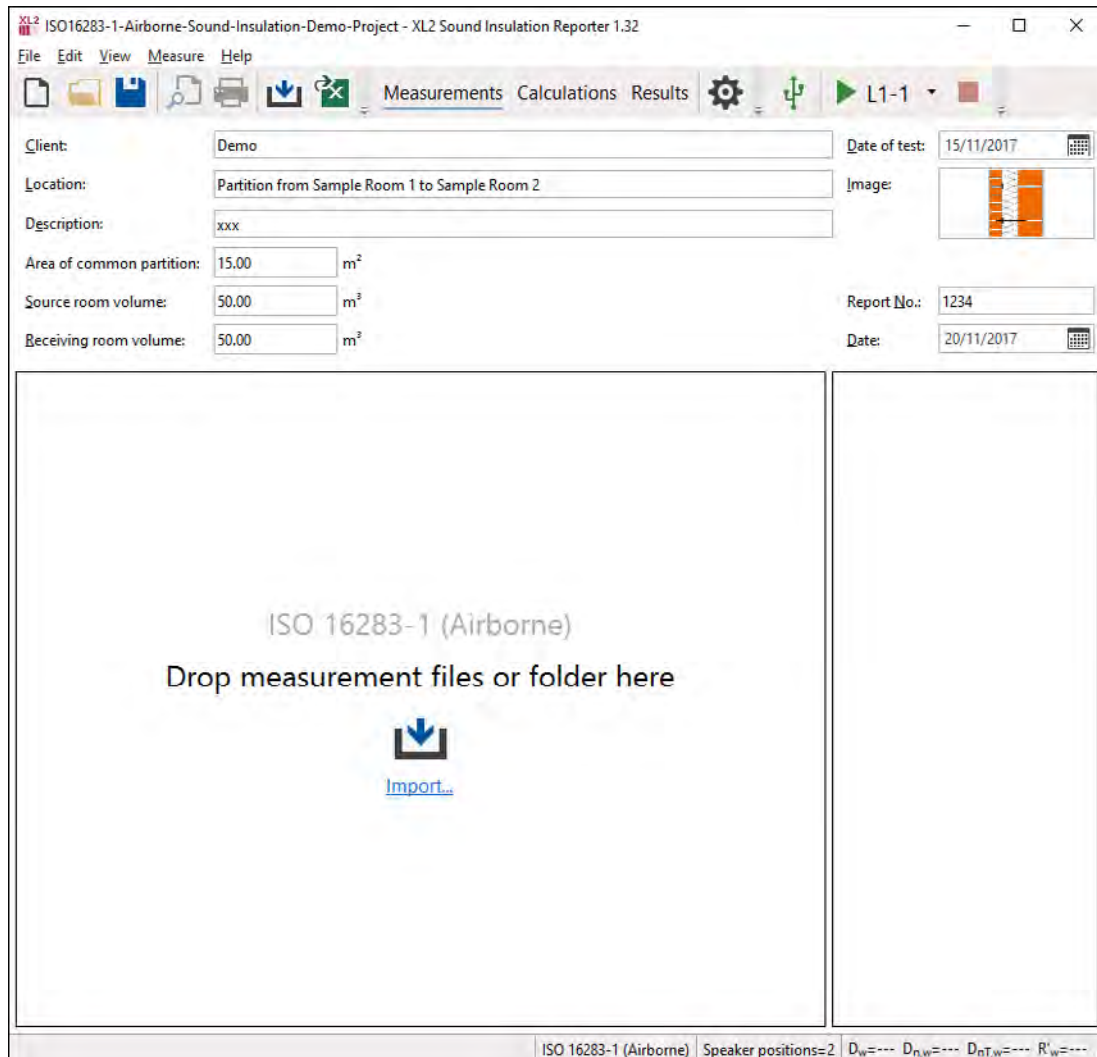 XL2 ISO16283-1-Airborne-Sound-Insulation-Demo-Project - XL2 Sound Insulation Reporter 1.32
File Edit View Measure Help
Measurements Calculations Results L1-1
Client: Demo Date of test: 15/11/2017
Location: Partition from Sample Room 1 to Sample Room 2 Image:
Description: xxx
Area of common partition: 15.00 m²
Source room volume: 50.00 m³ Report No.: 1234
Receiving room volume: 50.00 m³ Date: 20/11/2017
ISO 16283-1 (Airborne)
Drop measurement files or folder here
Import...
ISO 16283-1 (Airborne) Speaker positions=2 Dw=--- Dn,w=--- DnT,w=--- R'w=---